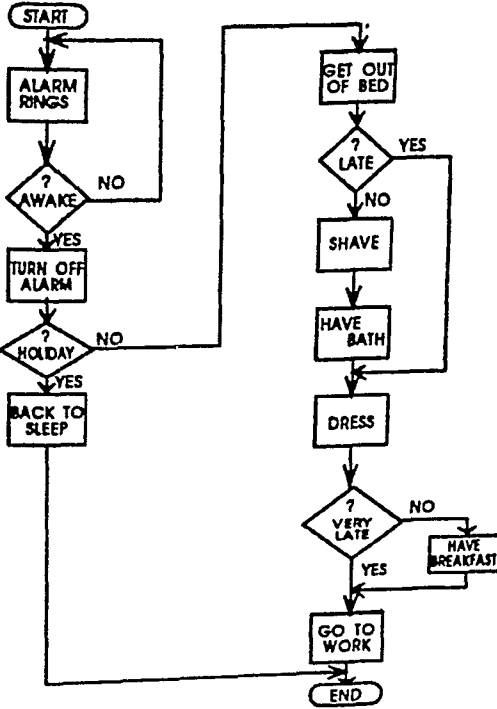 START
ALARM
RINGS
?
AWAKE
NO
YES
TURN OFF
ALARM
?
HOLIDAY
NO
YES
BACK TO
SLEEP
GET OUT
OF BED
?
LATE
YES
NO
SHAVE
HAVE
BATH
DRESS
?
VERY
LATE
NO
HAVE
BREAKFAST
YES
GO TO
WORK
END